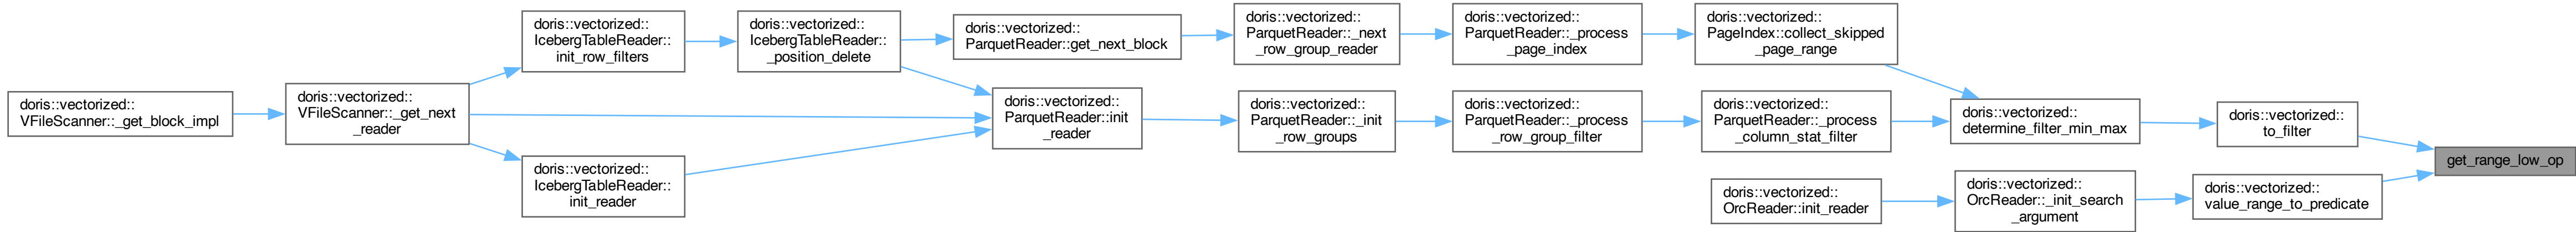 doris::vectorized::
VFileScanner::_get_block_impl
doris::vectorized::
VFileScanner::_get_next
_reader
doris::vectorized::
IcebergTableReader::
init_row_filters
doris::vectorized::
IcebergTableReader::
init_reader
doris::vectorized::
IcebergTableReader::
_position_delete
doris::vectorized::
ParquetReader::get_next_block
doris::vectorized::
ParquetReader::init
_reader
doris::vectorized::
ParquetReader::_next
_row_group_reader
doris::vectorized::
ParquetReader::_init
_row_groups
doris::vectorized::
ParquetReader::_process
_page_index
doris::vectorized::
ParquetReader::_process
_row_group_filter
doris::vectorized::
PageIndex::collect_skipped
_page_range
doris::vectorized::
ParquetReader::_process
_column_stat_filter
doris::vectorized::
OrcReader::init_reader
doris::vectorized::
determine_filter_min_max
doris::vectorized::
OrcReader::_init_search
_argument
doris::vectorized::
to_filter
doris::vectorized::
value_range_to_predicate
get_range_low_op